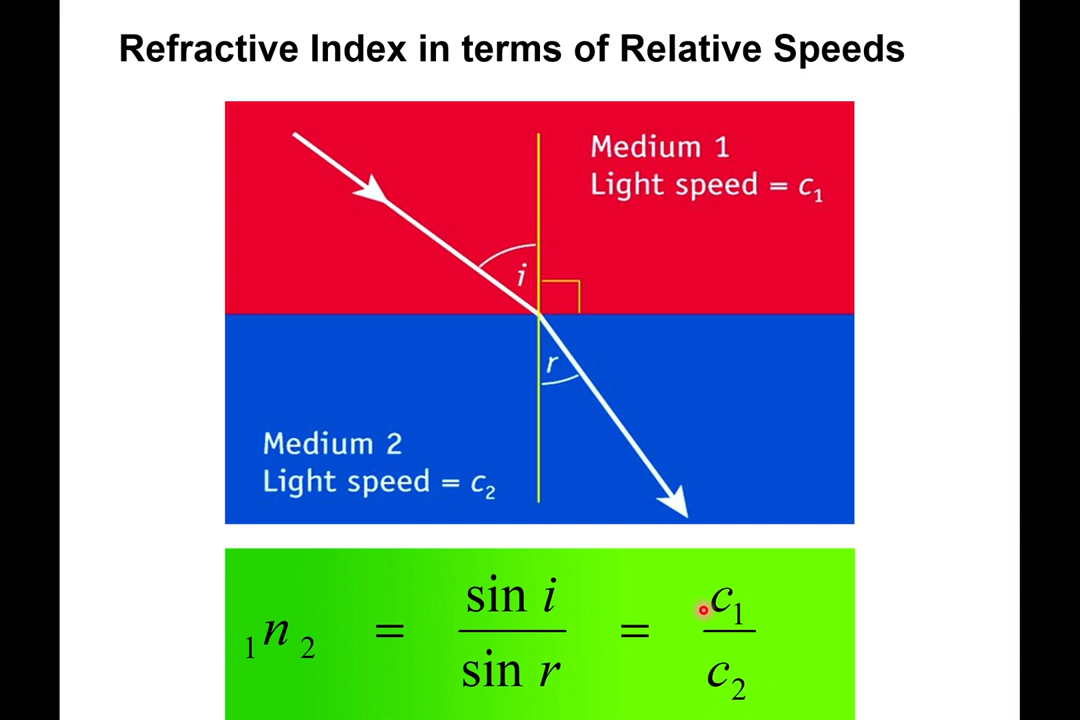 Refractive Index in terms of Relative Speeds
Medium 1
Light speed = c₁
i
r
Medium 2
Light speed = c₂
₁n₂ = sin i / sin r = c₁ / c₂